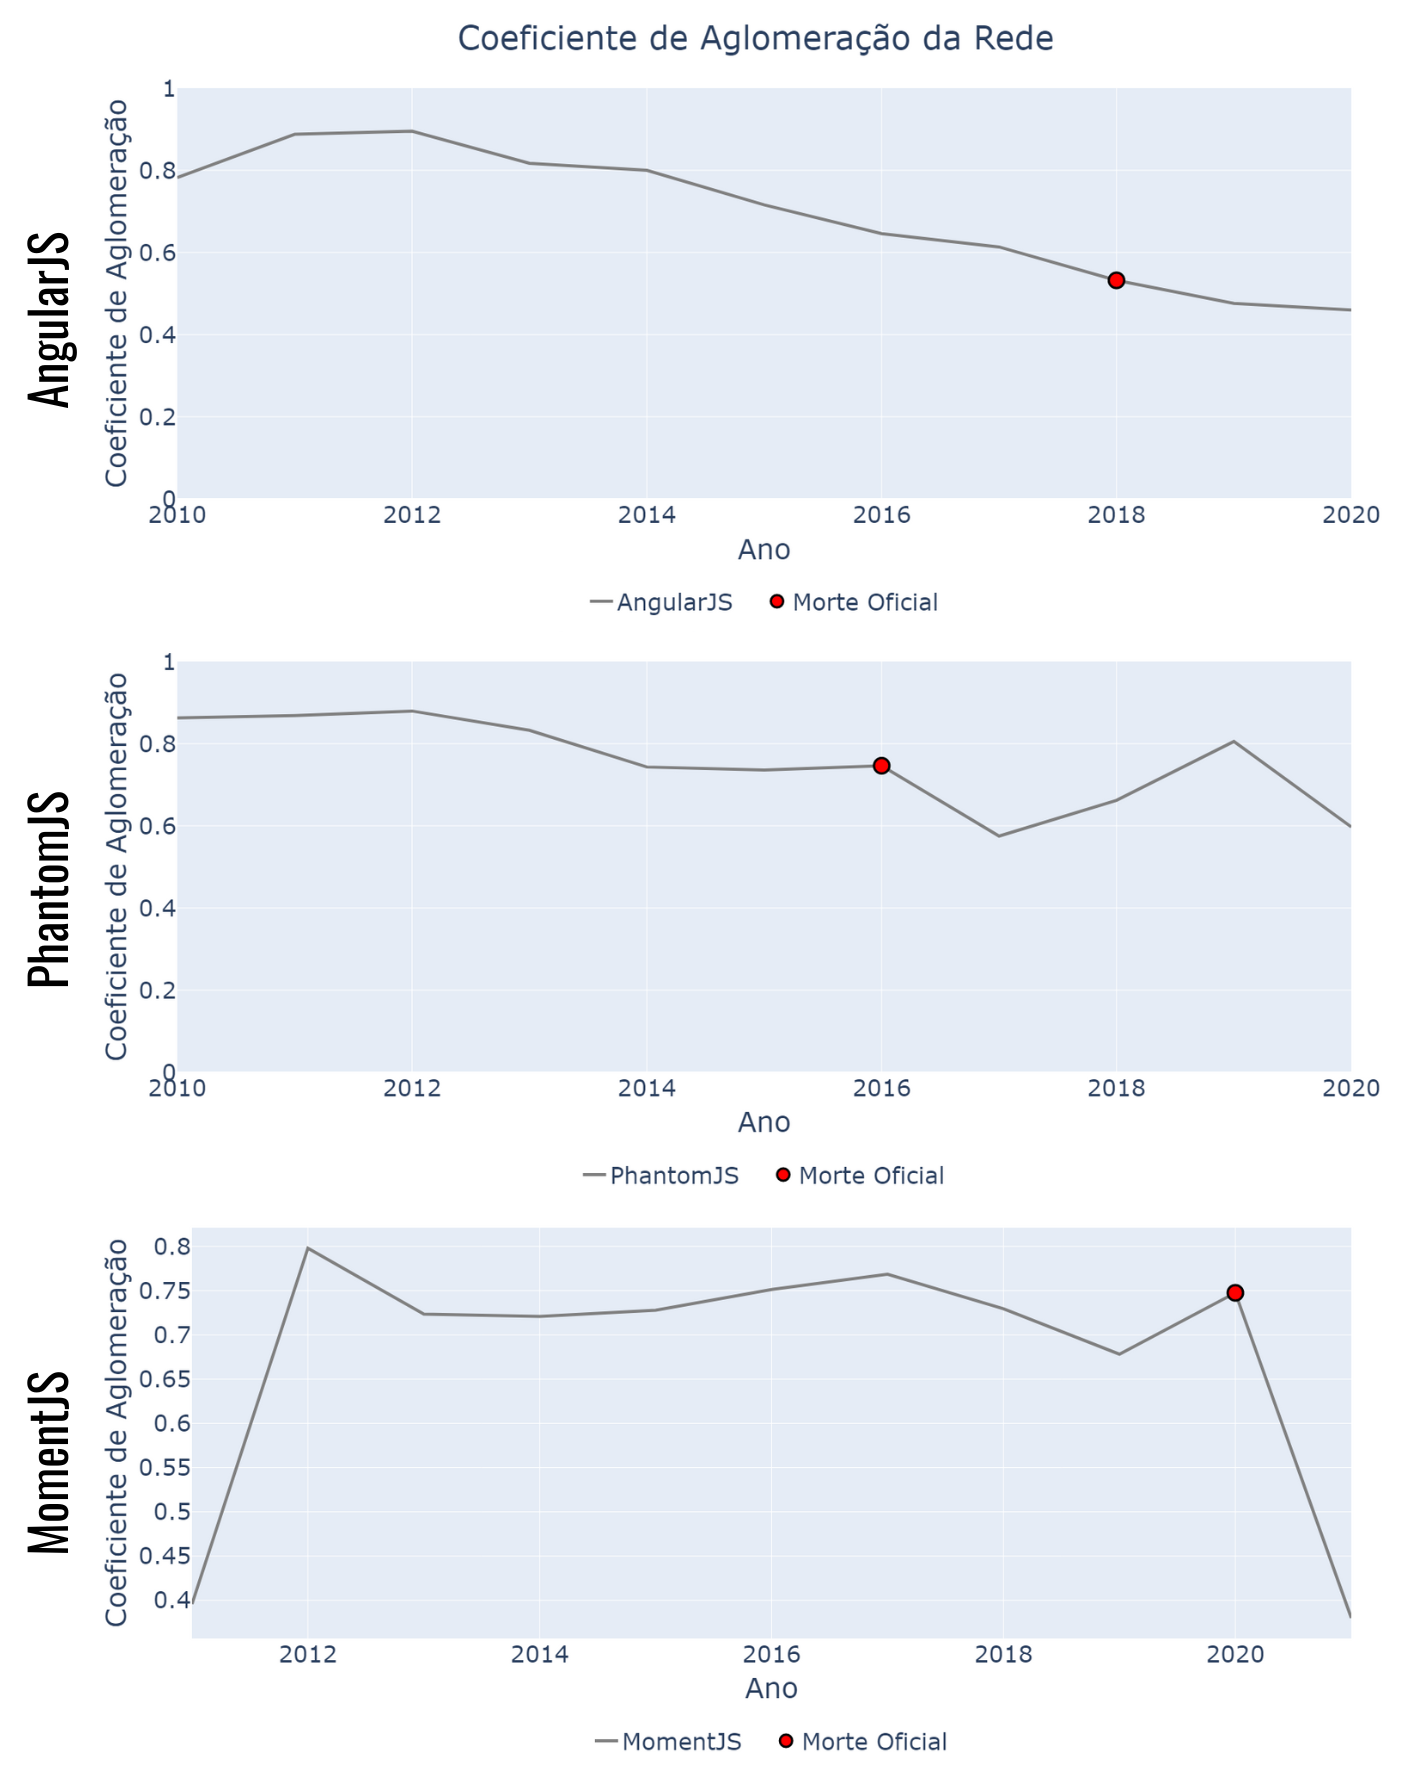 Coeficiente de Aglomeração da Rede
AngularJS
Coeficiente de Aglomeração
1
0.8
0.6
0.4
0.2
0
2010 2012 2014 2016 2018 2020
Ano
AngularJS Morte Oficial
PhantomJS
Coeficiente de Aglomeração
1
0.8
0.6
0.4
0.2
0
2010 2012 2014 2016 2018 2020
Ano
PhantomJS Morte Oficial
MomentJS
Coeficiente de Aglomeração
0.8
0.75
0.7
0.65
0.6
0.55
0.5
0.45
0.4
2012 2014 2016 2018 2020
Ano
MomentJS Morte Oficial